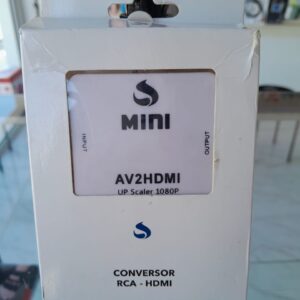 MINI
INPUT
OUTPUT
AV2HDMI
UP Scaler 1080P
CONVERSOR
RCA - HDMI